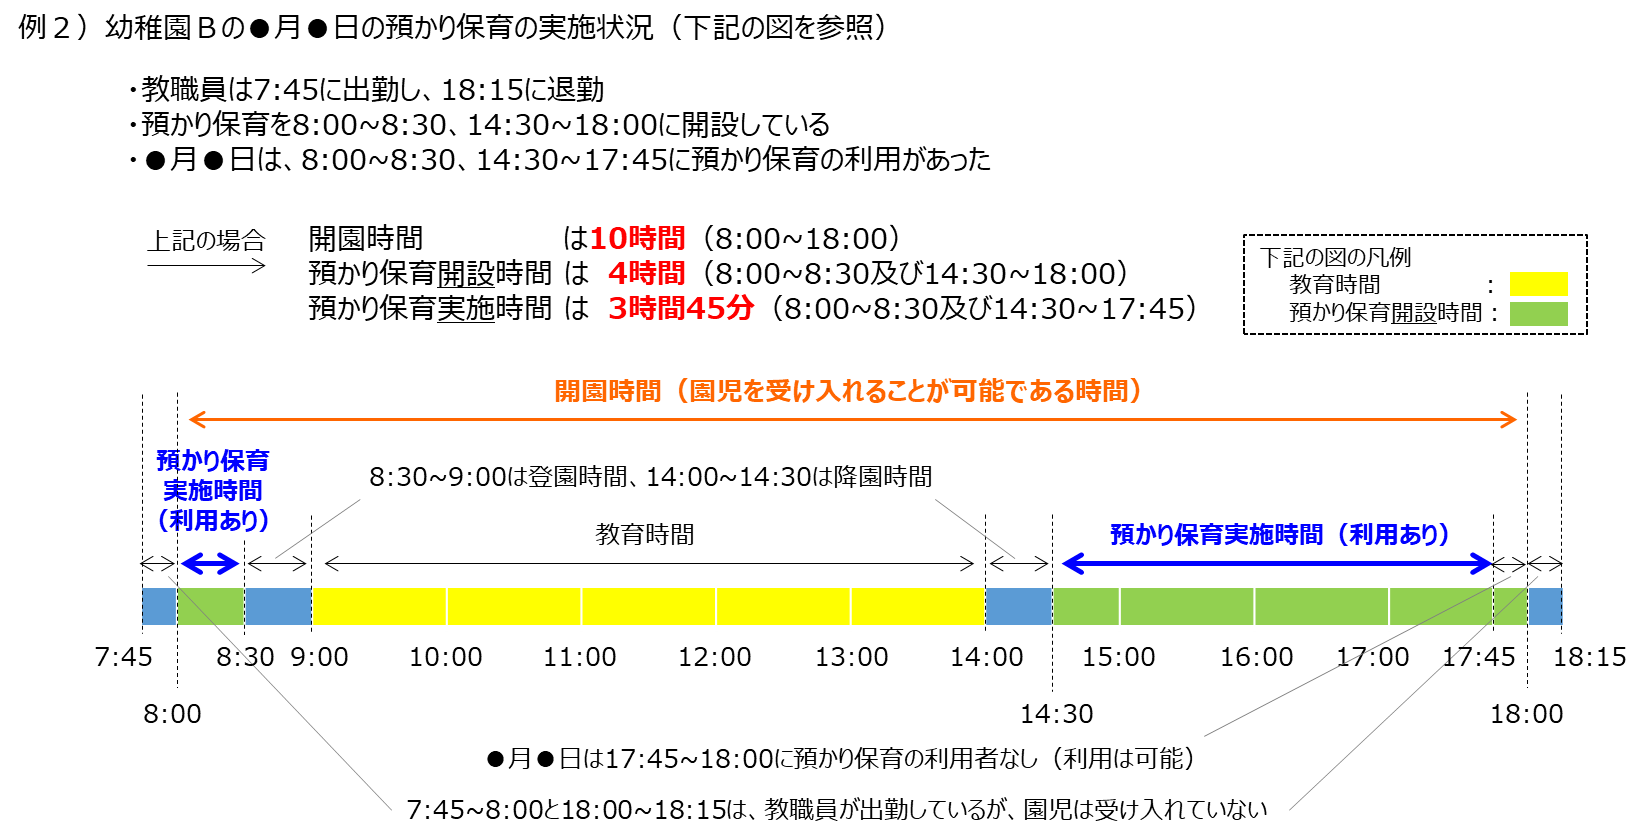 例２）幼稚園Ｂの●月●日の預かり保育の実施状況（下記の図を参照）
・教職員は7:45に出勤し、18:15に退勤
・預かり保育を8:00~8:30、14:30~18:00に開設している
・●月●日は、8:00~8:30、14:30~17:45に預かり保育の利用があった
上記の場合
開園時間 は10時間（8:00~18:00）
預かり保育開設時間 は 4時間（8:00~8:30及び14:30~18:00）
預かり保育実施時間 は 3時間45分（8:00~8:30及び14:30~17:45）
下記の図の凡例
教育時間 ：
預かり保育開設時間：
開園時間（園児を受け入れることが可能である時間）
預かり保育
実施時間
（利用あり）
8:30~9:00は登園時間、14:00~14:30は降園時間
教育時間
預かり保育実施時間（利用あり）
7:45 8:30 9:00 10:00 11:00 12:00 13:00 14:00 15:00 16:00 17:00 17:45 18:15
8:00 14:30 18:00
●月●日は17:45~18:00に預かり保育の利用者なし（利用は可能）
7:45~8:00と18:00~18:15は、教職員が出勤しているが、園児は受け入れていない